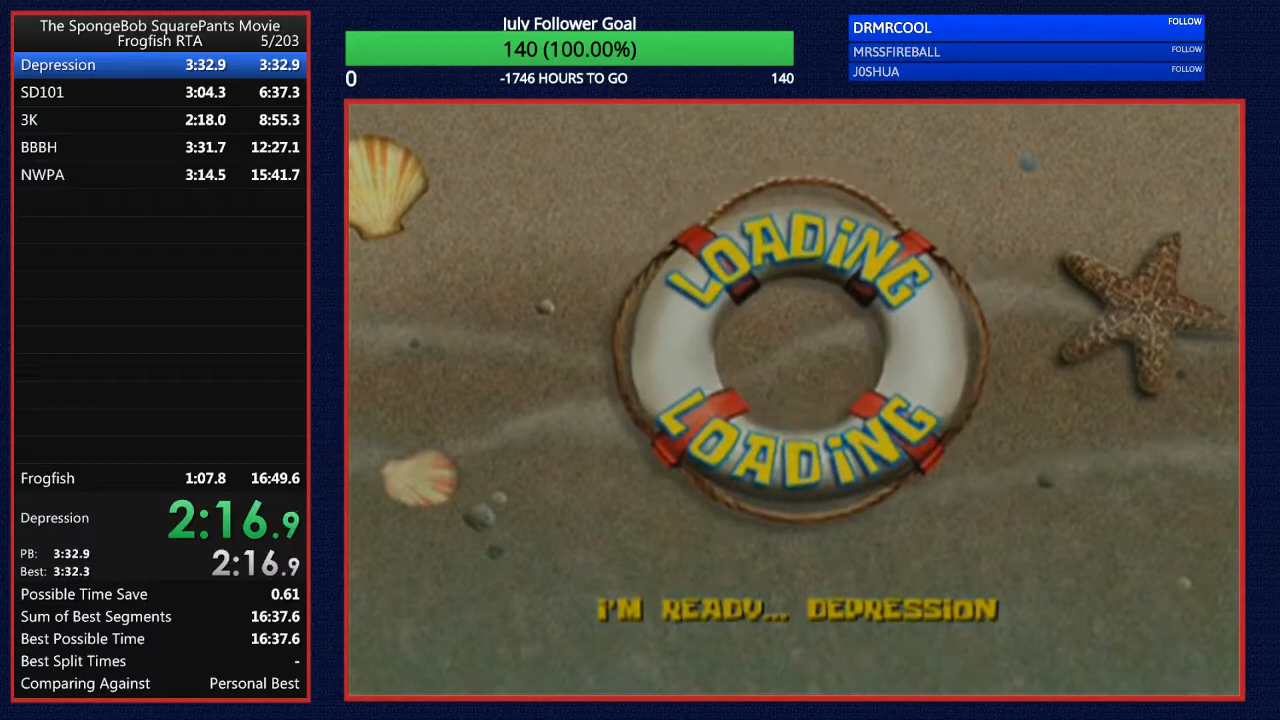 The SpongeBob SquarePants Movie
Frogfish RTA 5/203
Depression 3:32.9 3:32.9
SD101 3:04.3 6:37.3
3K 2:18.0 8:55.3
BBBH 3:31.7 12:27.1
NWPA 3:14.5 15:41.7
Frogfish 1:07.8 16:49.6
Depression 2:16.9
PB: 3:32.9
Best: 3:32.3 2:16.9
Possible Time Save 0.61
Sum of Best Segments 16:37.6
Best Possible Time 16:37.6
Best Split Times -
Comparing Against Personal Best
July Follower Goal
140 (100.00%)
0 -1746 HOURS TO GO 140
DRMRCOOL FOLLOW
MRSSFIREBALL FOLLOW
J0SHUA FOLLOW
LOADING
LOADING
I'M READY... DEPRESSION